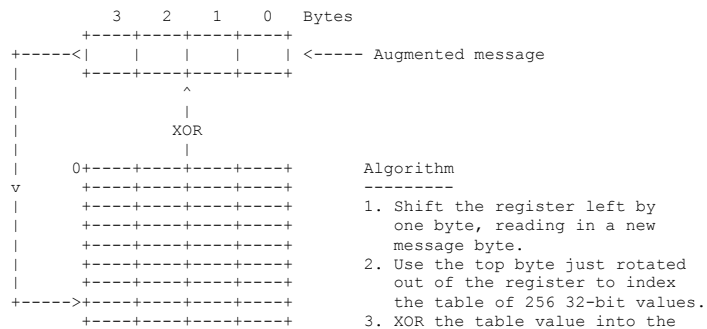 3    2    1    0   Bytes
         +----+----+----+----+
  +-----<|    |    |    |    | <----- Augmented message
  |      +----+----+----+----+
  |                ^
  |                |
  |               XOR
  |                |
  |     0+----+----+----+----+       Algorithm
  v      +----+----+----+----+       ---------
  |      +----+----+----+----+       1. Shift the register left by
  |      +----+----+----+----+          one byte, reading in a new
  |      +----+----+----+----+          message byte.
  |      +----+----+----+----+       2. Use the top byte just rotated
  |      +----+----+----+----+          out of the register to index
  +----->+----+----+----+----+          the table of 256 32-bit values.
         +----+----+----+----+       3. XOR the table value into the